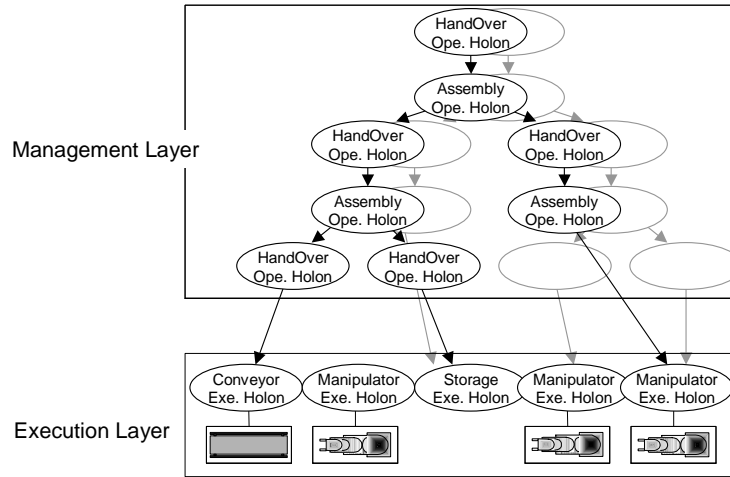 HandOver
Ope. Holon
Assembly
Ope. Holon
HandOver
Ope. Holon
HandOver
Ope. Holon
Management Layer
Assembly
Ope. Holon
Assembly
Ope. Holon
HandOver
Ope. Holon
HandOver
Ope. Holon
Conveyor
Exe. Holon
Manipulator
Exe. Holon
Storage
Exe. Holon
Manipulator
Exe. Holon
Manipulator
Exe. Holon
Execution Layer